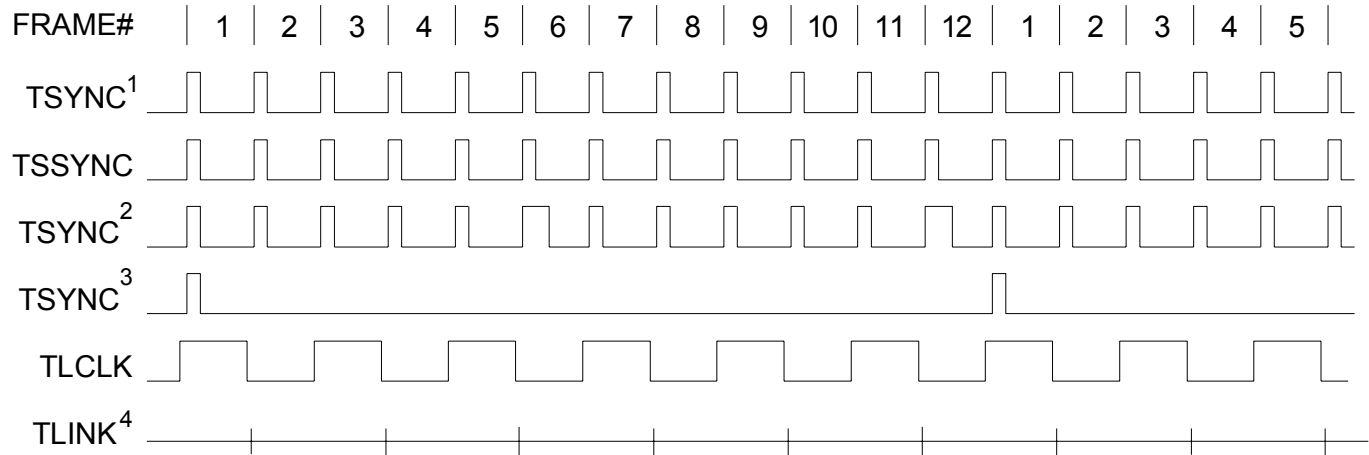 FRAME# 1 2 3 4 5 6 7 8 9 10 11 12 1 2 3 4 5
TSYNC1
TSSYNC
TSYNC2
TSYNC3
TLCLK
TLINK4